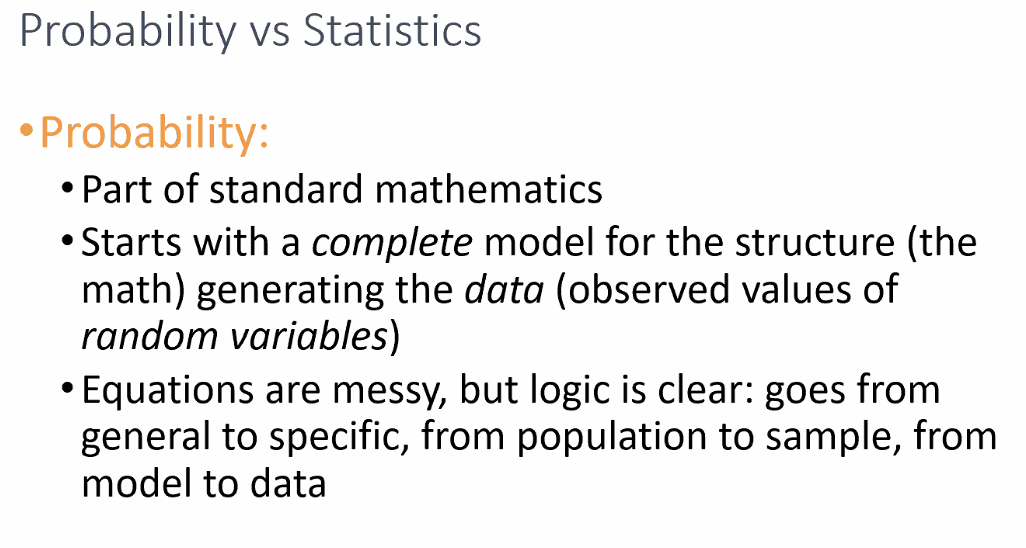 Probability vs Statistics
•Probability:
•Part of standard mathematics
•Starts with a complete model for the structure (the
math) generating the data (observed values of
random variables)
•Equations are messy, but logic is clear: goes from
general to specific, from population to sample, from
model to data